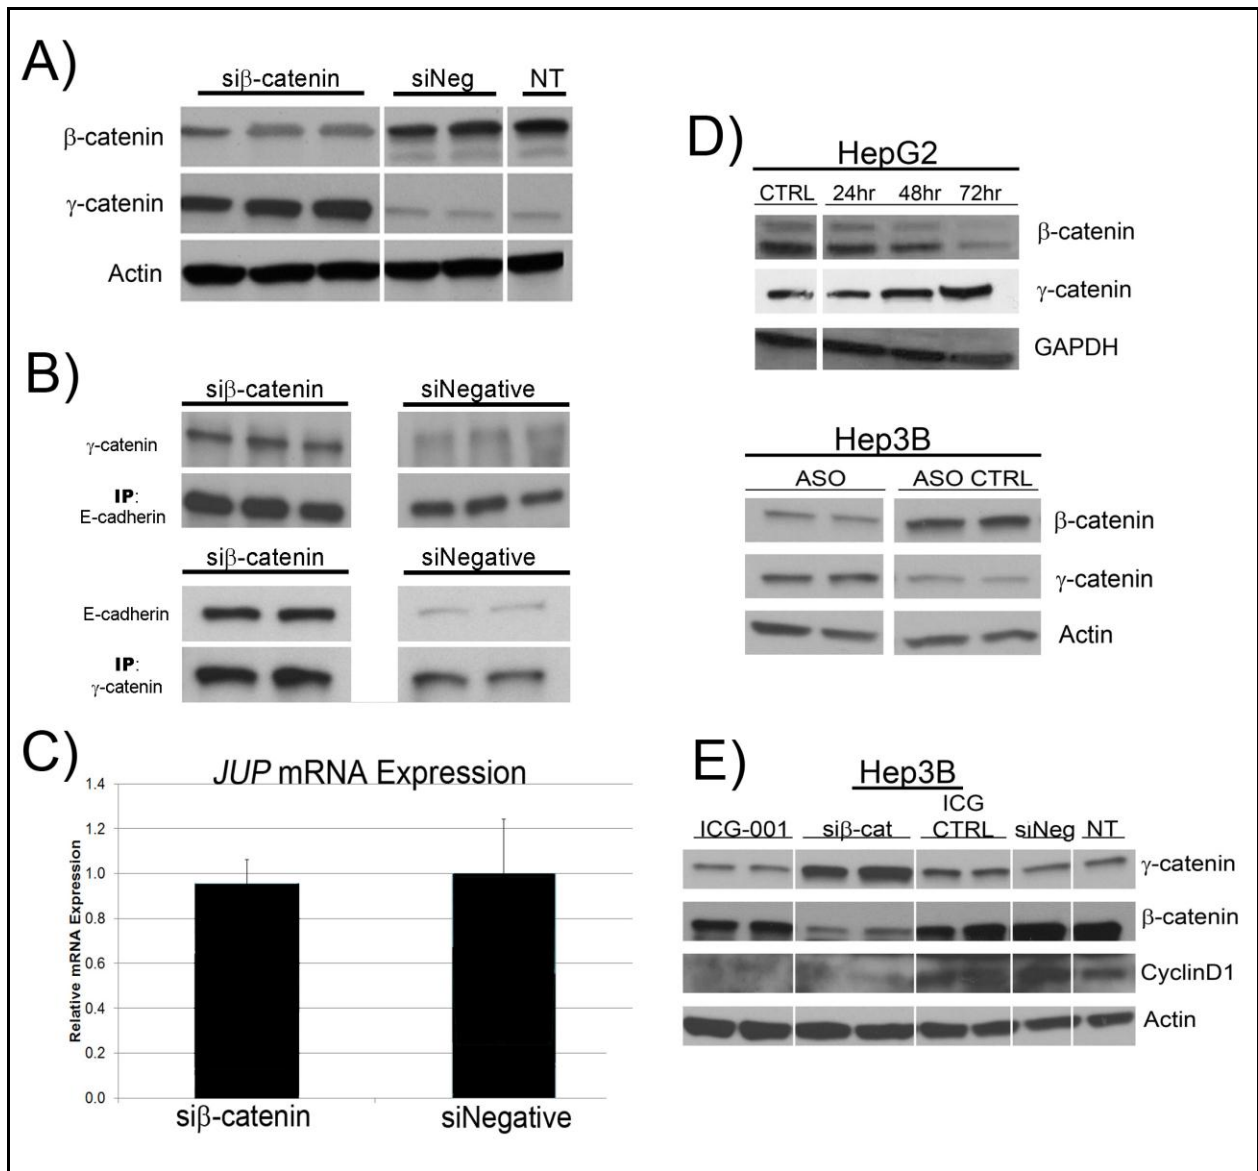 A)
siβ-catenin siNeg NT
β-catenin
γ-catenin
Actin
B)
siβ-catenin siNegative
γ-catenin
IP:
E-cadherin
siβ-catenin siNegative
E-cadherin
IP:
γ-catenin
C)
JUP mRNA Expression
Relative mRNA Expression
1.4
1.2
1.0
0.8
0.6
0.4
0.2
0.0
siβ-catenin siNegative
D)
HepG2
CTRL 24hr 48hr 72hr
β-catenin
γ-catenin
GAPDH
Hep3B
ASO ASO CTRL
β-catenin
γ-catenin
Actin
E)
Hep3B
ICG-001 siβ-cat ICG CTRL siNeg NT
γ-catenin
β-catenin
CyclinD1
Actin